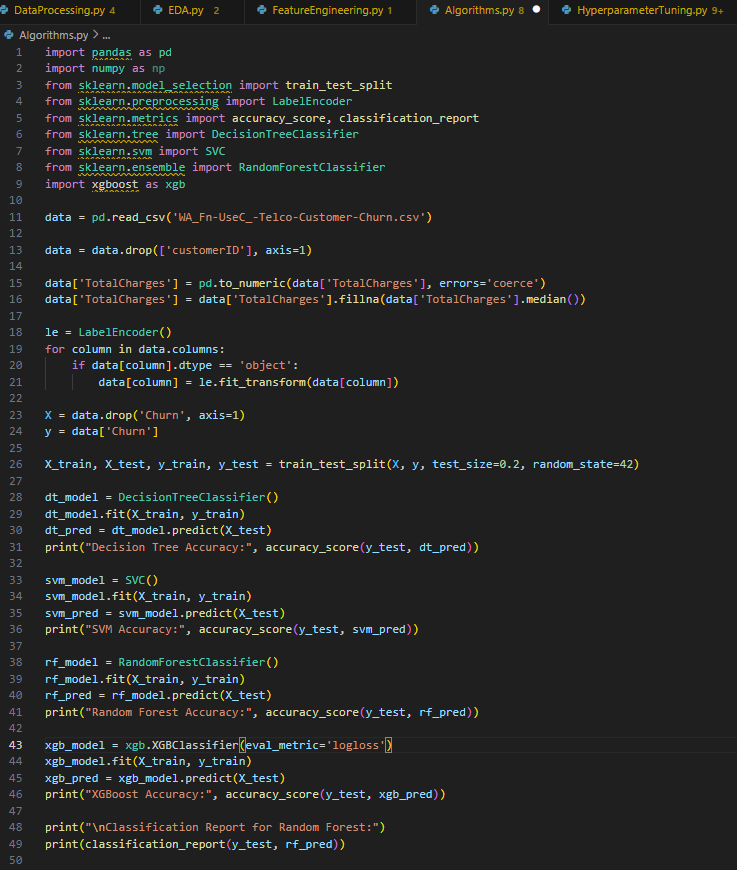 DataProcessing.py 4 EDA.py 2 FeatureEngineering.py 1 Algorithms.py 8 HyperparameterTuning.py 9+
Algorithms.py > ...
1 import pandas as pd
2 import numpy as np
3 from sklearn.model_selection import train_test_split
4 from sklearn.preprocessing import LabelEncoder
5 from sklearn.metrics import accuracy_score, classification_report
6 from sklearn.tree import DecisionTreeClassifier
7 from sklearn.svm import SVC
8 from sklearn.ensemble import RandomForestClassifier
9 import xgboost as xgb
10
11 data = pd.read_csv('WA_Fn-UseC_-Telco-Customer-Churn.csv')
12
13 data = data.drop(['customerID'], axis=1)
14
15 data['TotalCharges'] = pd.to_numeric(data['TotalCharges'], errors='coerce')
16 data['TotalCharges'] = data['TotalCharges'].fillna(data['TotalCharges'].median())
17
18 le = LabelEncoder()
19 for column in data.columns:
20     if data[column].dtype == 'object':
21         data[column] = le.fit_transform(data[column])
22
23 X = data.drop('Churn', axis=1)
24 y = data['Churn']
25
26 X_train, X_test, y_train, y_test = train_test_split(X, y, test_size=0.2, random_state=42)
27
28 dt_model = DecisionTreeClassifier()
29 dt_model.fit(X_train, y_train)
30 dt_pred = dt_model.predict(X_test)
31 print("Decision Tree Accuracy:", accuracy_score(y_test, dt_pred))
32
33 svm_model = SVC()
34 svm_model.fit(X_train, y_train)
35 svm_pred = svm_model.predict(X_test)
36 print("SVM Accuracy:", accuracy_score(y_test, svm_pred))
37
38 rf_model = RandomForestClassifier()
39 rf_model.fit(X_train, y_train)
40 rf_pred = rf_model.predict(X_test)
41 print("Random Forest Accuracy:", accuracy_score(y_test, rf_pred))
42
43 xgb_model = xgb.XGBClassifier(eval_metric='logloss')
44 xgb_model.fit(X_train, y_train)
45 xgb_pred = xgb_model.predict(X_test)
46 print("XGBoost Accuracy:", accuracy_score(y_test, xgb_pred))
47
48 print("\nClassification Report for Random Forest:")
49 print(classification_report(y_test, rf_pred))
50